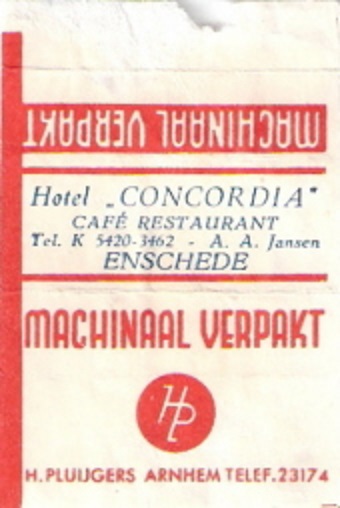 MACHINAAL VERPAKT
Hotel „CONCORDIA"
CAFÉ RESTAURANT
Tel. K 5420-3462 - A. A. Jansen
ENSCHEDE
MACHINAAL VERPAKT
HP
H. PLUIJGERS ARNHEM TELEF. 23174